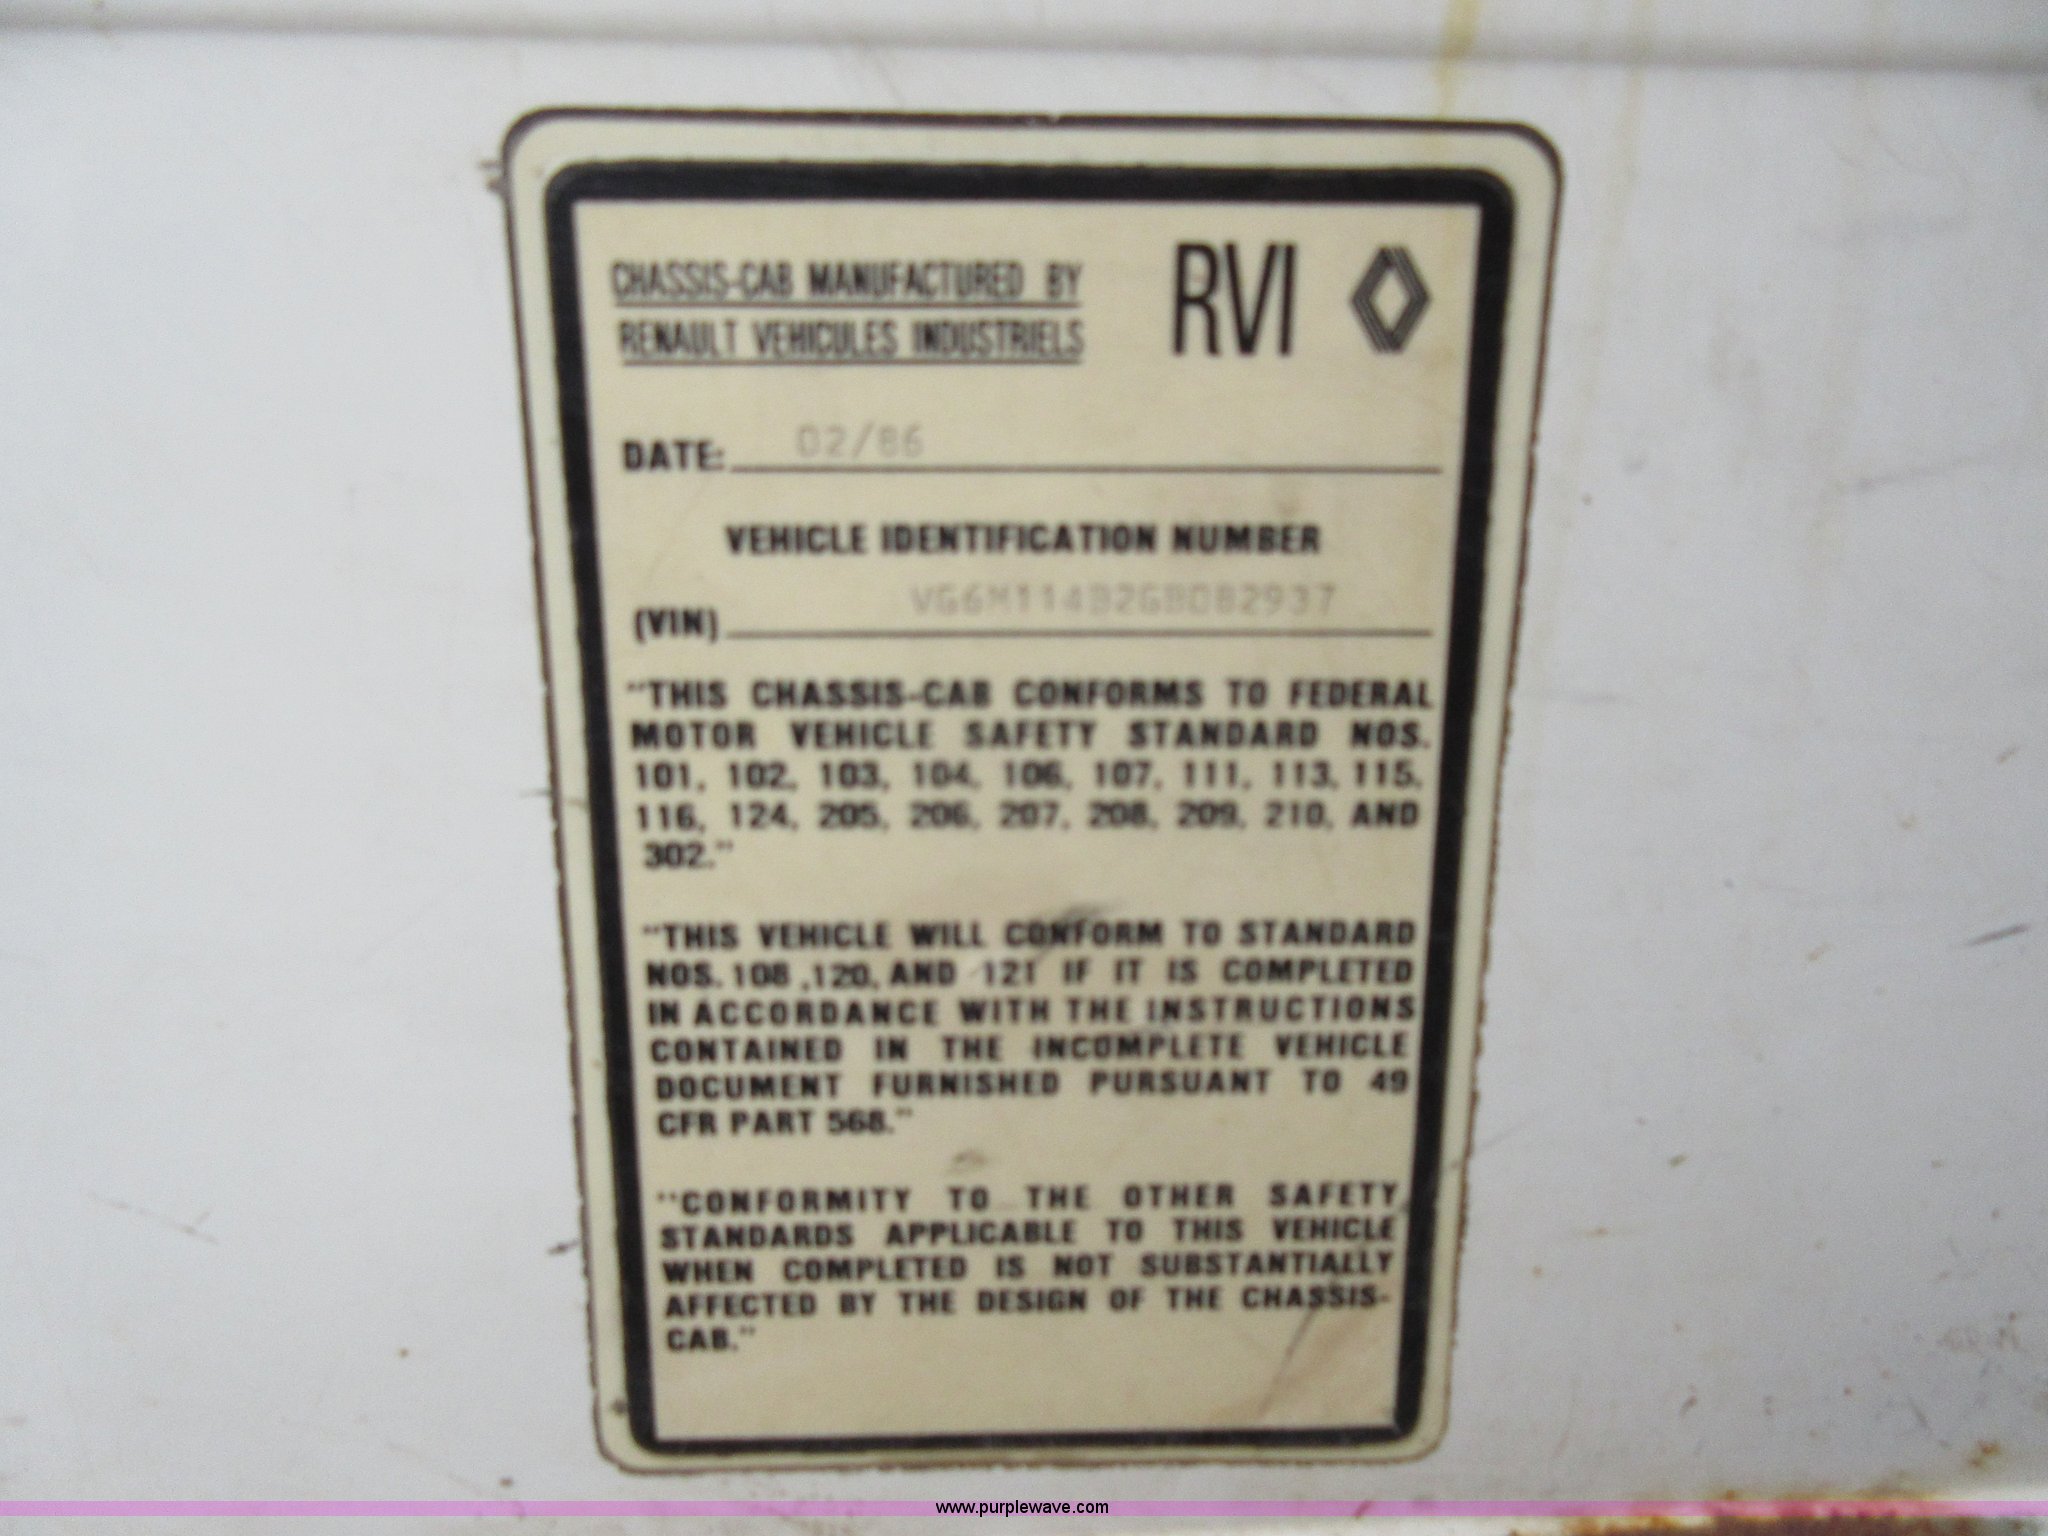 CHASSIS-CAB MANUFACTURED BY
RENAULT VEHICULES INDUSTRIELS
RVI
DATE: 02/86
VEHICLE IDENTIFICATION NUMBER
(VIN) VG6M114B2GB082937
"THIS CHASSIS-CAB CONFORMS TO FEDERAL
MOTOR VEHICLE SAFETY STANDARD NOS.
101, 102, 103, 104, 106, 107, 111, 113, 115,
116, 124, 205, 206, 207, 208, 209, 210, AND
302."
"THIS VEHICLE WILL CONFORM TO STANDARD
NOS. 108 ,120, AND 121 IF IT IS COMPLETED
IN ACCORDANCE WITH THE INSTRUCTIONS
CONTAINED IN THE INCOMPLETE VEHICLE
DOCUMENT FURNISHED PURSUANT TO 49
CFR PART 568."
"CONFORMITY TO THE OTHER SAFETY
STANDARDS APPLICABLE TO THIS VEHICLE
WHEN COMPLETED IS NOT SUBSTANTIALLY
AFFECTED BY THE DESIGN OF THE CHASSIS-
CAB."
www.purplewave.com